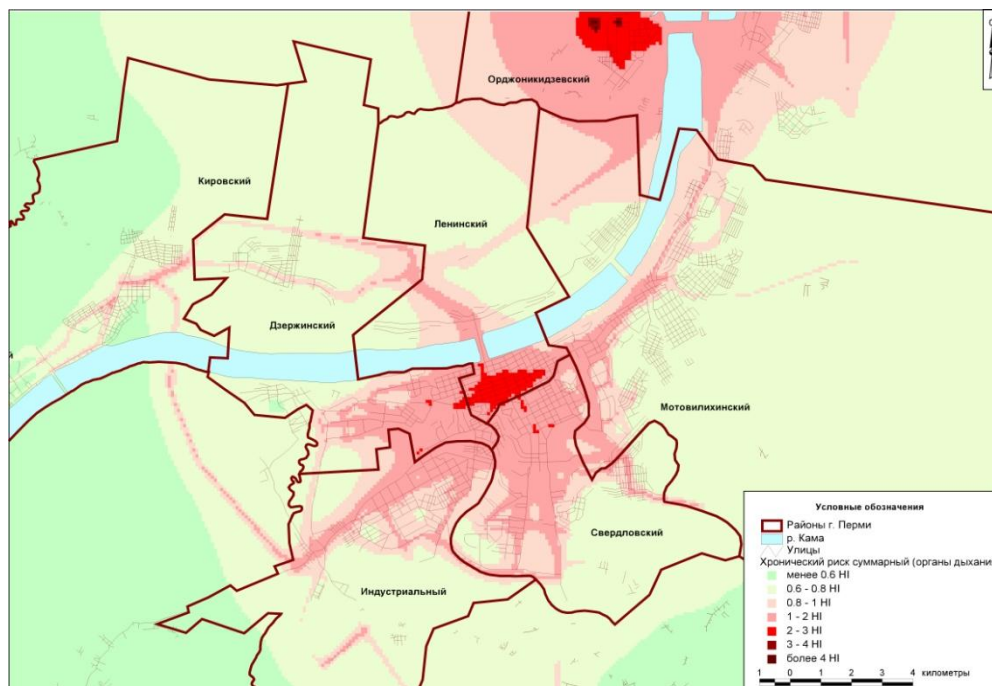 Орджоникидзевский
Кировский
Ленинский
Дзержинский
Мотовилихинский
Свердловский
Индустриальный
Условные обозначения
Районы г. Перми
р. Кама
Улицы
Хронический риск суммарный (органы дыхани
менее 0.6 HI
0.6 - 0.8 HI
0.8 - 1 HI
1 - 2 HI
2 - 3 HI
3 - 4 HI
более 4 HI
1 0 1 2 3 4 километры